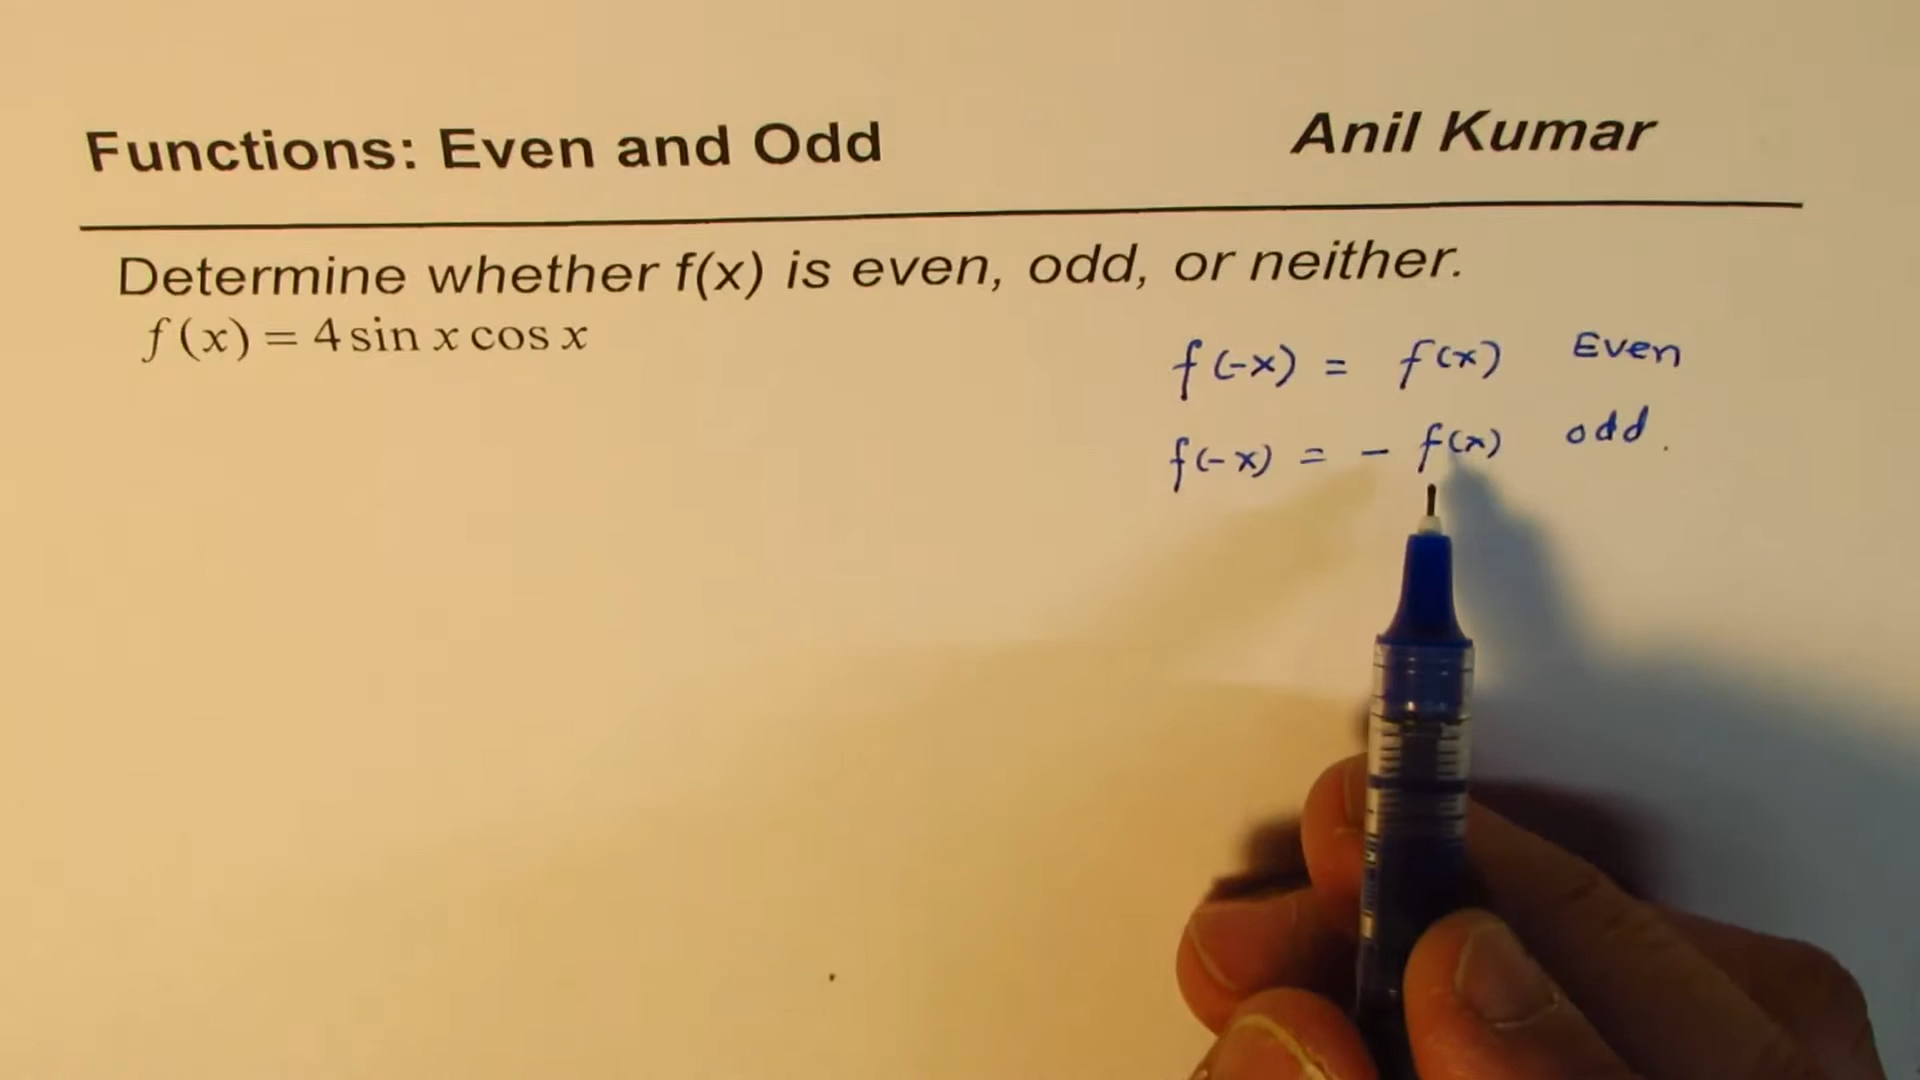 Functions: Even and Odd
Anil Kumar
Determine whether f(x) is even, odd, or neither.
f(x) = 4 sin x cos x
f(-x) = f(x) Even
f(-x) = - f(x) odd.